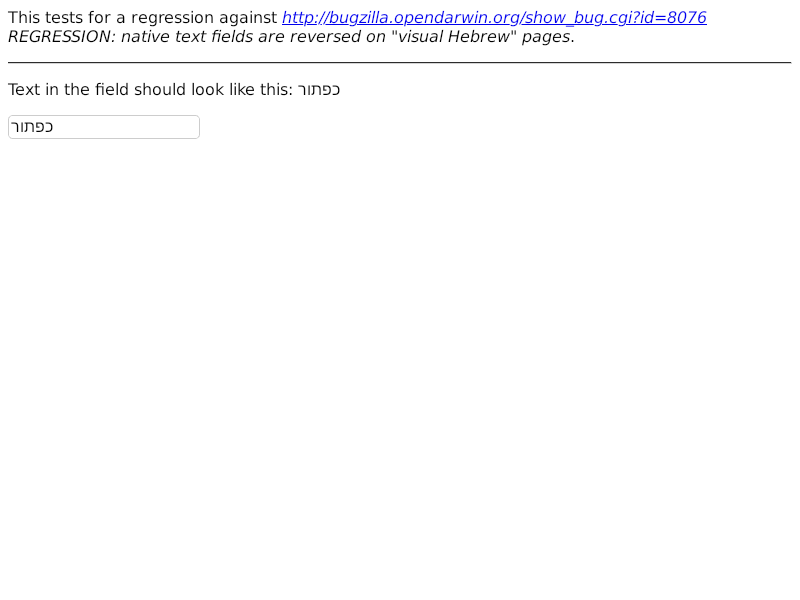 This tests for a regression against http://bugzilla.opendarwin.org/show_bug.cgi?id=8076
REGRESSION: native text fields are reversed on "visual Hebrew" pages.
Text in the field should look like this: כפתור
כפתור